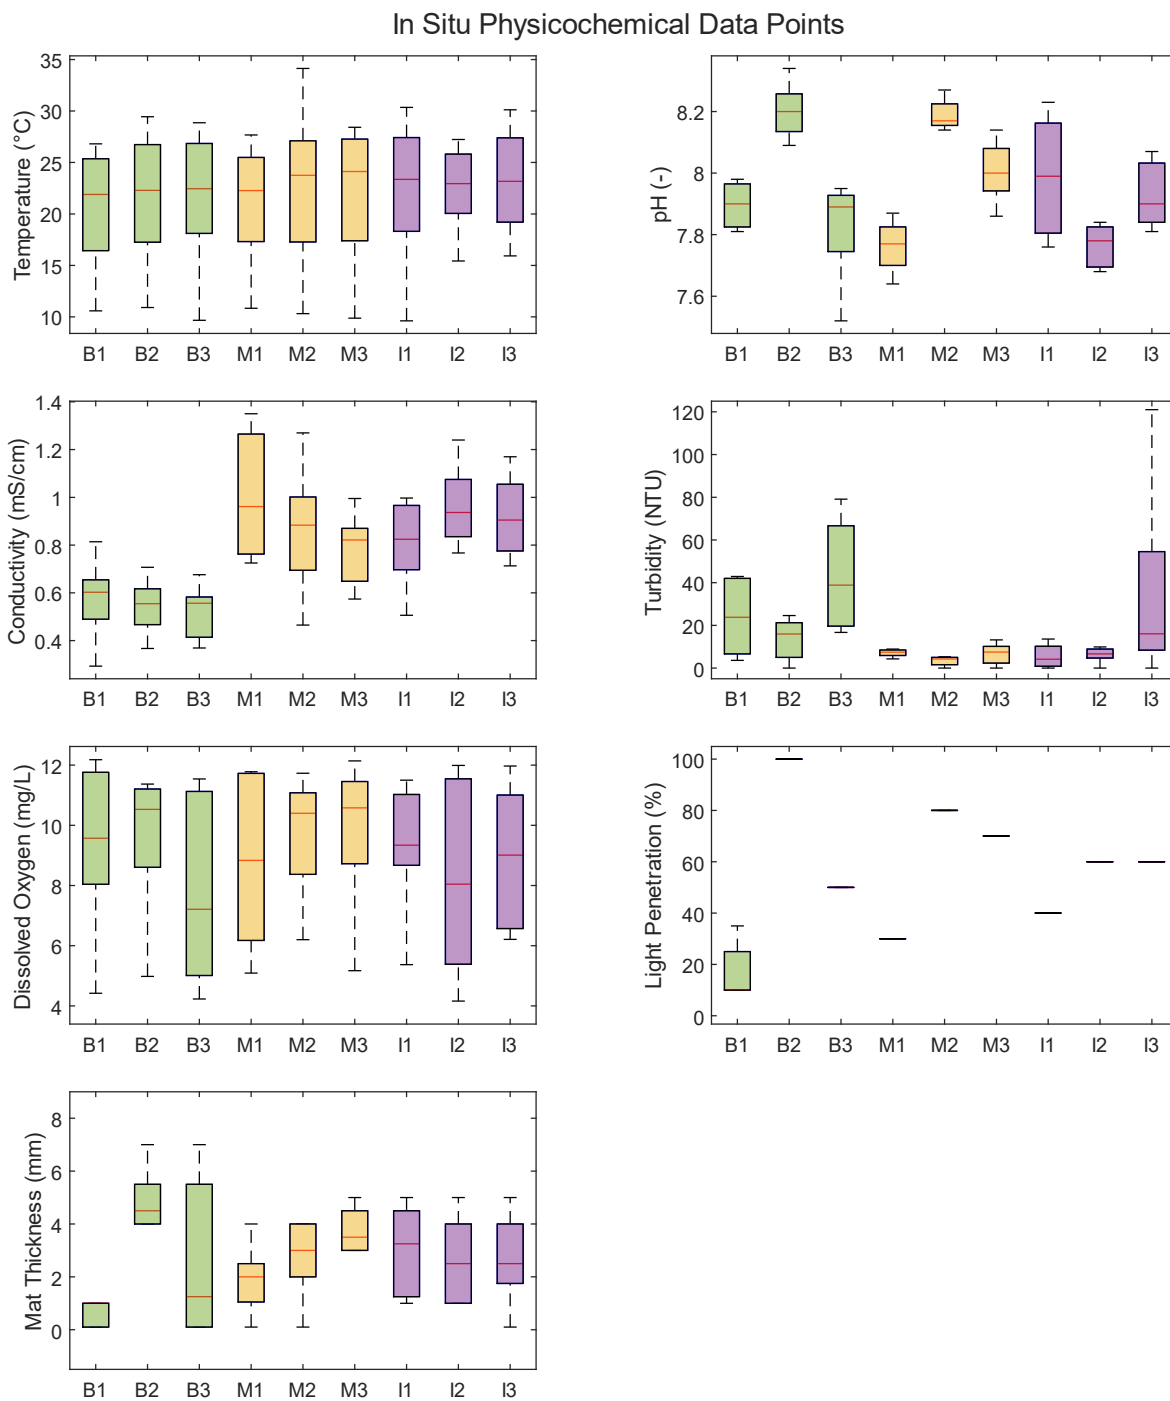 In Situ Physicochemical Data Points
Temperature (°C)
35
30
25
20
15
10
B1 B2 B3 M1 M2 M3 I1 I2 I3
pH (-)
8.2
8
7.8
7.6
B1 B2 B3 M1 M2 M3 I1 I2 I3
Conductivity (mS/cm)
1.4
1.2
1
0.8
0.6
0.4
B1 B2 B3 M1 M2 M3 I1 I2 I3
Turbidity (NTU)
120
100
80
60
40
20
0
B1 B2 B3 M1 M2 M3 I1 I2 I3
Dissolved Oxygen (mg/L)
12
10
8
6
4
B1 B2 B3 M1 M2 M3 I1 I2 I3
Light Penetration (%)
100
80
60
40
20
0
B1 B2 B3 M1 M2 M3 I1 I2 I3
Mat Thickness (mm)
8
6
4
2
0
B1 B2 B3 M1 M2 M3 I1 I2 I3